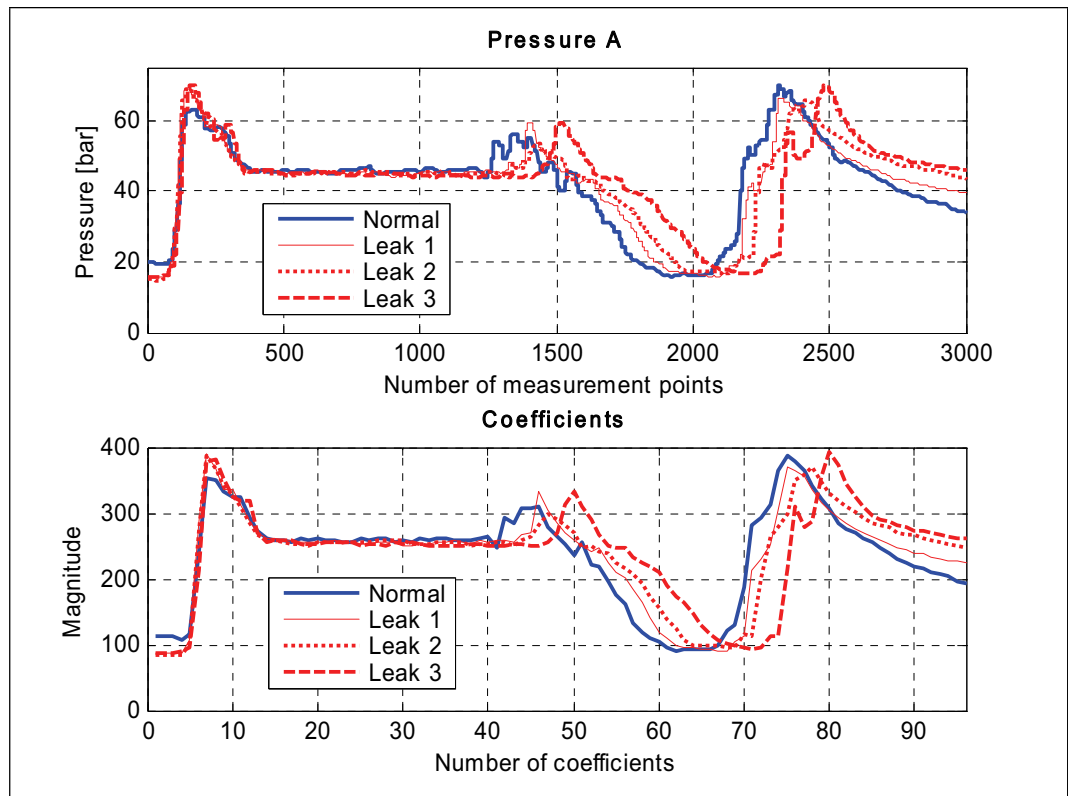 Pressure A
Pressure [bar]
60
40
20
0
Normal
Leak 1
Leak 2
Leak 3
0 500 1000 1500 2000 2500 3000
Number of measurement points
Coefficients
Magnitude
400
300
200
100
0
Normal
Leak 1
Leak 2
Leak 3
0 10 20 30 40 50 60 70 80 90
Number of coefficients